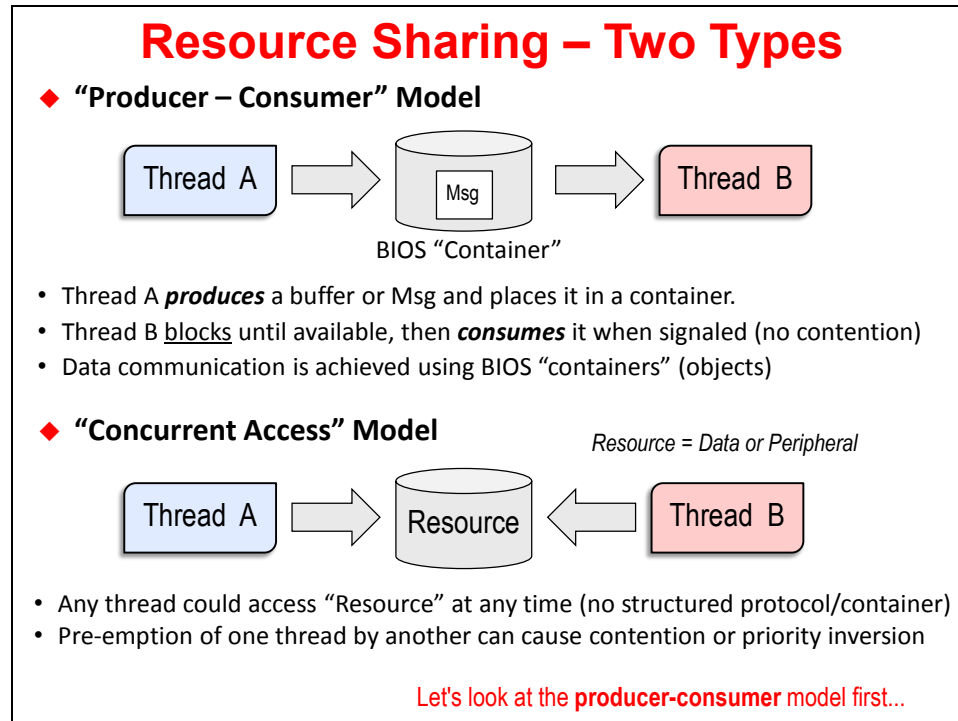 Resource Sharing – Two Types
◆ “Producer – Consumer” Model
Thread A
Msg
Thread B
BIOS “Container”
• Thread A produces a buffer or Msg and places it in a container.
• Thread B blocks until available, then consumes it when signaled (no contention)
• Data communication is achieved using BIOS “containers” (objects)
◆ “Concurrent Access” Model
Resource = Data or Peripheral
Thread A
Resource
Thread B
• Any thread could access “Resource” at any time (no structured protocol/container)
• Pre-emption of one thread by another can cause contention or priority inversion
Let's look at the producer-consumer model first...